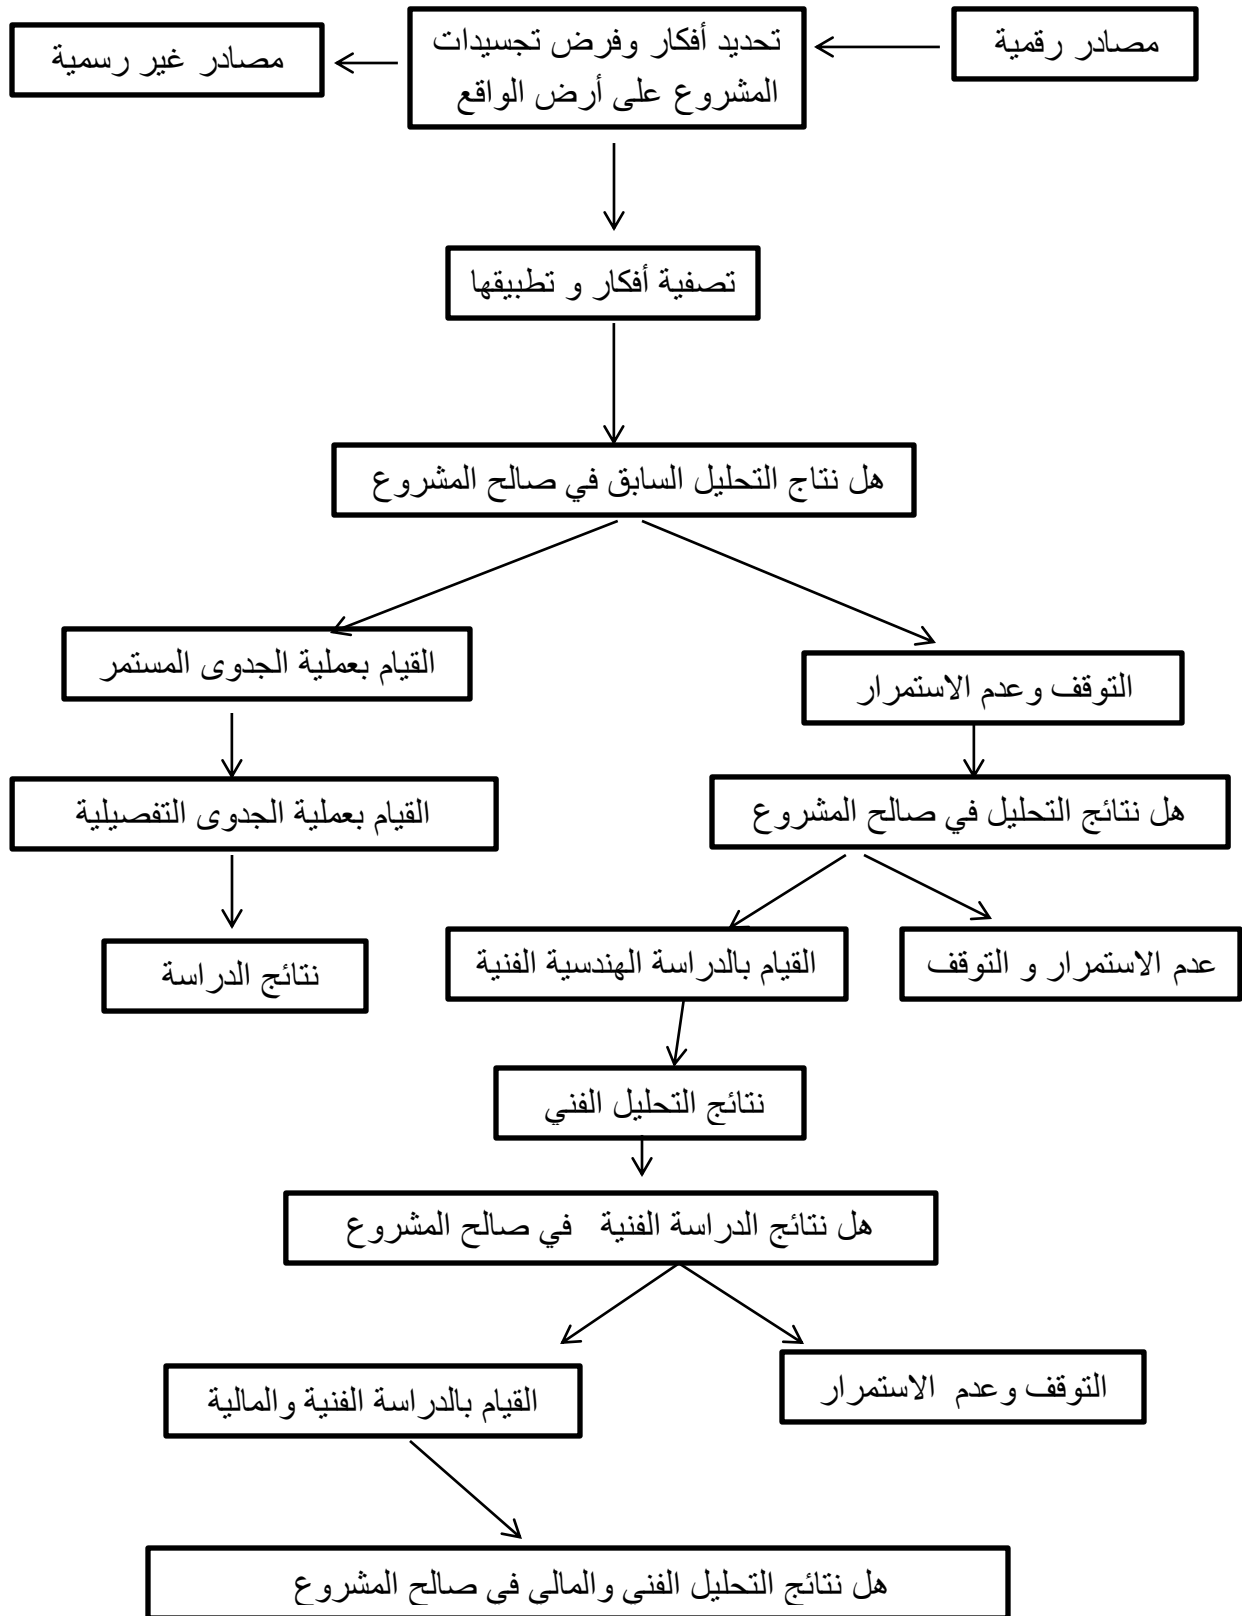 مصادر رقمية
تحديد أفكار وفرض تجسيدات
المشروع على أرض الواقع
مصادر غير رسمية
تصفية أفكار و تطبيقها
هل نتاج التحليل السابق في صالح المشروع
القيام بعملية الجدوى المستمر
التوقف وعدم الاستمرار
القيام بعملية الجدوى التفصيلية
هل نتائج التحليل في صالح المشروع
عدم الاستمرار و التوقف
القيام بالدراسة الهندسية الفنية
نتائج الدراسة
نتائج التحليل الفني
هل نتائج الدراسة الفنية في صالح المشروع
التوقف وعدم الاستمرار
القيام بالدراسة الفنية والمالية
هل نتائج التحليل الفني والمالي في صالح المشروع